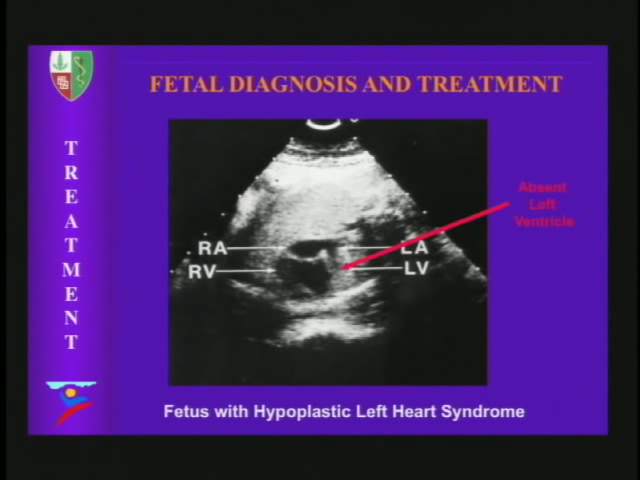 FETAL DIAGNOSIS AND TREATMENT
T
R
E
A
T
M
E
N
T
Absent
Left
Ventricle
RA
LA
RV
LV
Fetus with Hypoplastic Left Heart Syndrome